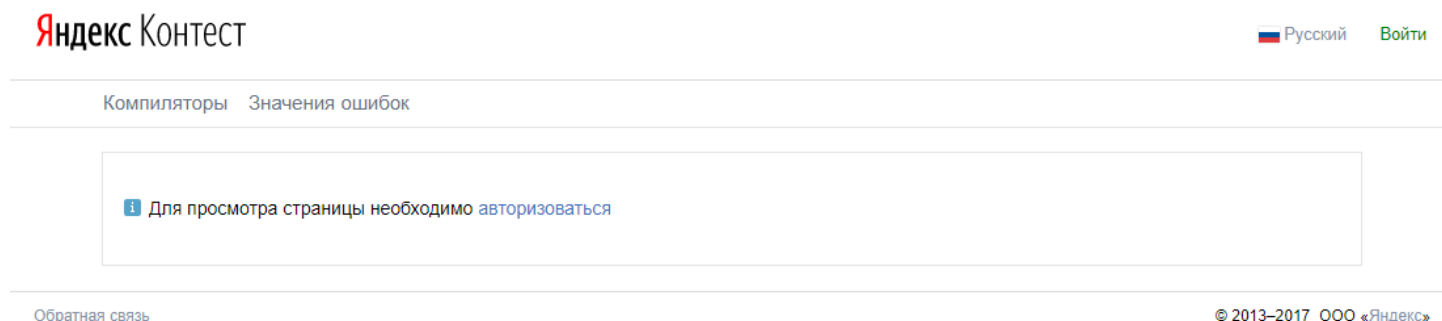 Яндекс Контест
Русский Войти
Компиляторы Значения ошибок
i Для просмотра страницы необходимо авторизоваться
Обратная связь © 2013–2017 ООО «Яндекс»